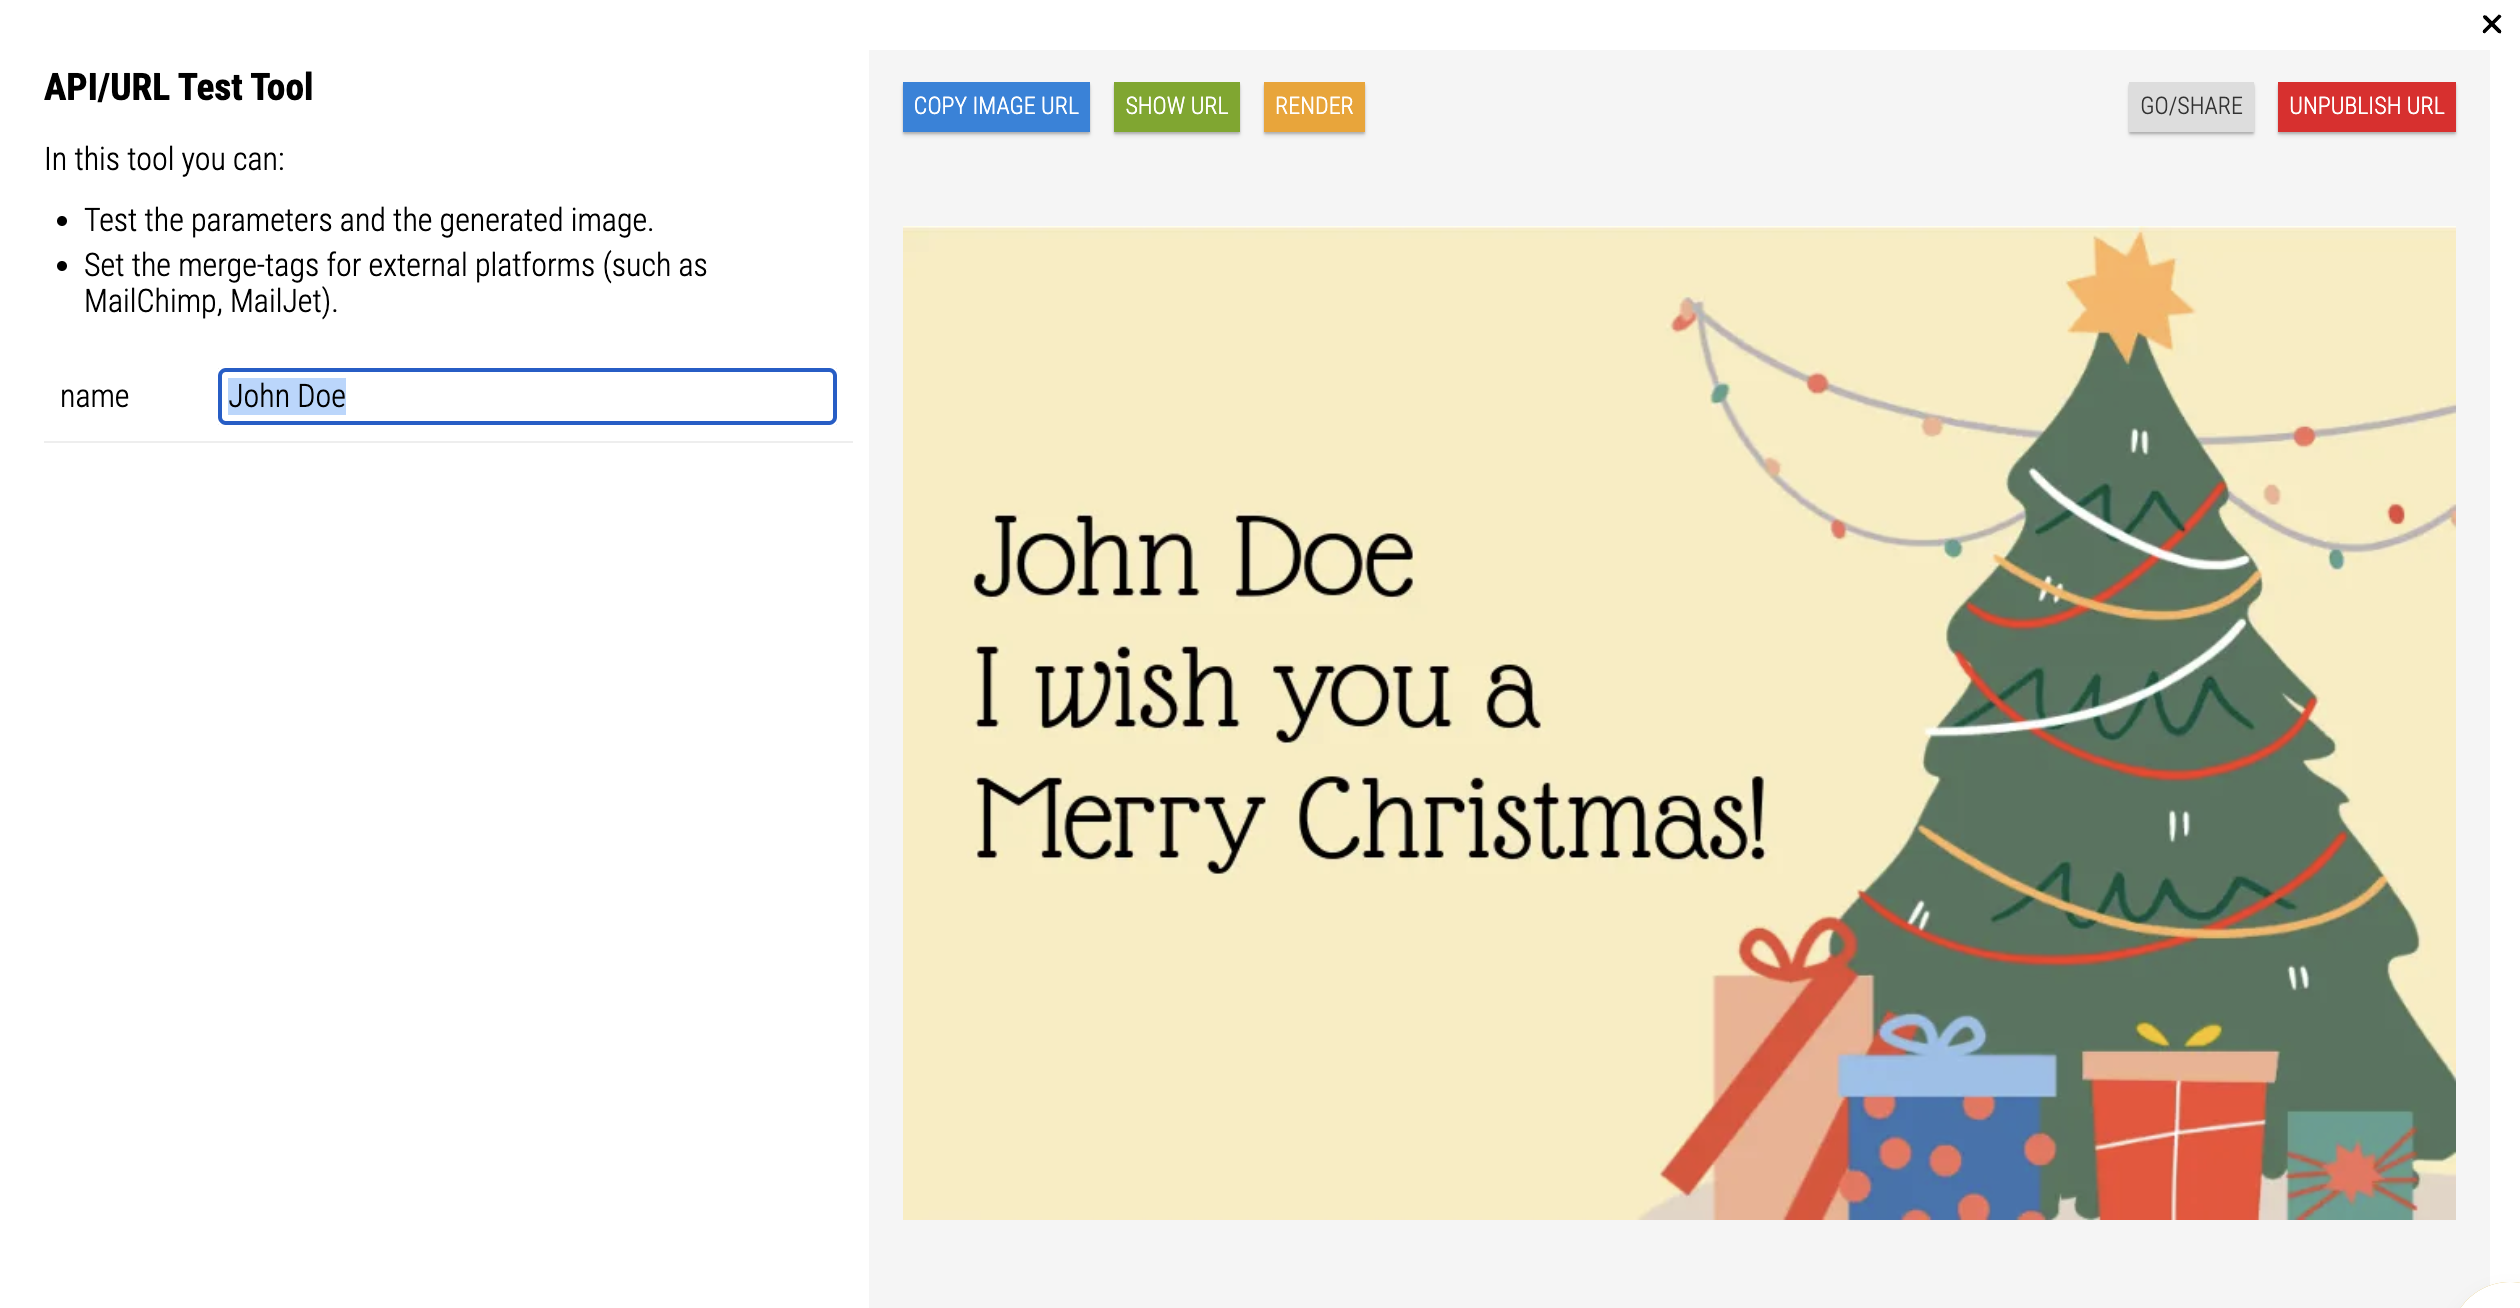 API/URL Test Tool
In this tool you can:
Test the parameters and the generated image.
Set the merge-tags for external platforms (such as
MailChimp, MailJet).
name
John Doe
COPY IMAGE URL
SHOW URL
RENDER
GO/SHARE
UNPUBLISH URL
John Doe
I wish you a
Merry Christmas!